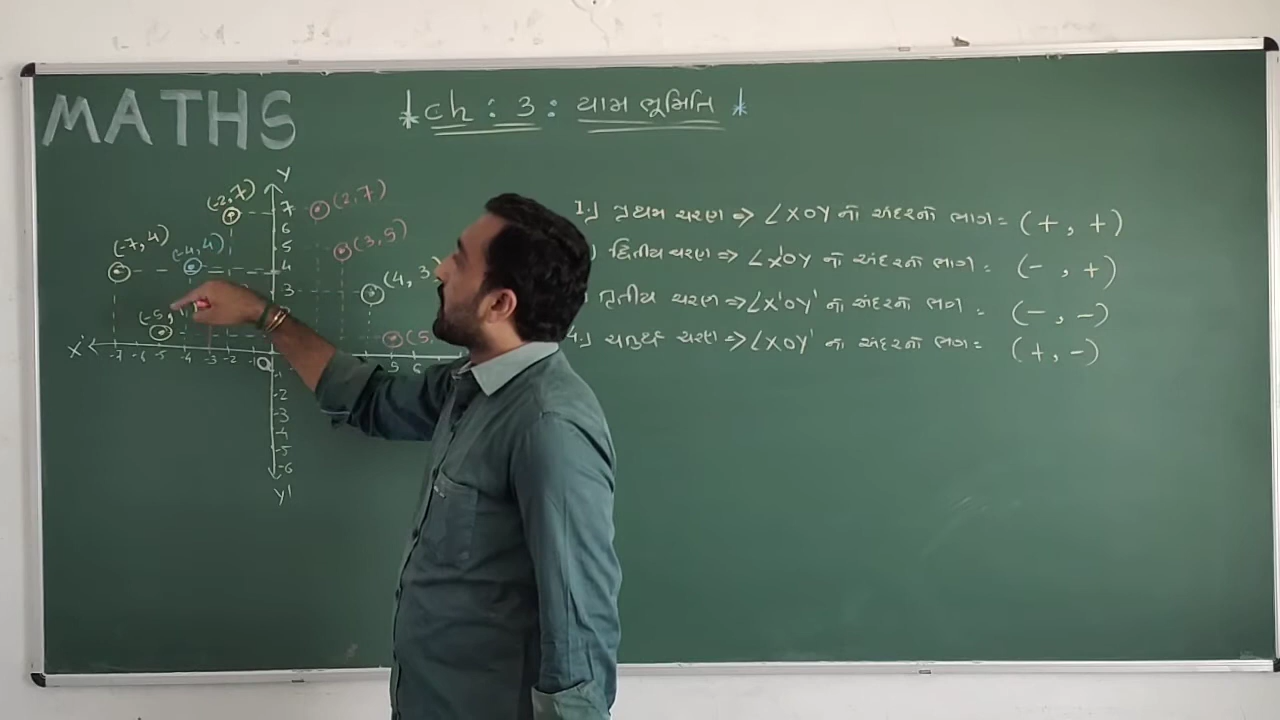 MATHS
*ch : 3 : યામ ભૂમિતિ *
Y
(-2,7)
7
(2,7)
6
(-7,4)
(-4,4)
5
(3,5)
4
3
(4, 3
(-5,
(5,
X'
-7 -6 -5 -4 -3 -2 -1
O
5 6
-1
-2
-3
-4
-5
-6
Y'
1.) પ્રથમ ચરણ => ∠XOY ના અંદરનો ભાગ = (+, +)
) દ્વિતીય ચરણ => ∠X'OY ના અંદરનો ભાગ = (- , +)
તૃતીય ચરણ => ∠X'OY' ના અંદરનો ભાગ = (-, -)
4.) ચતુર્થ ચરણ => ∠XOY' ના અંદરનો ભાગ = (+, -)